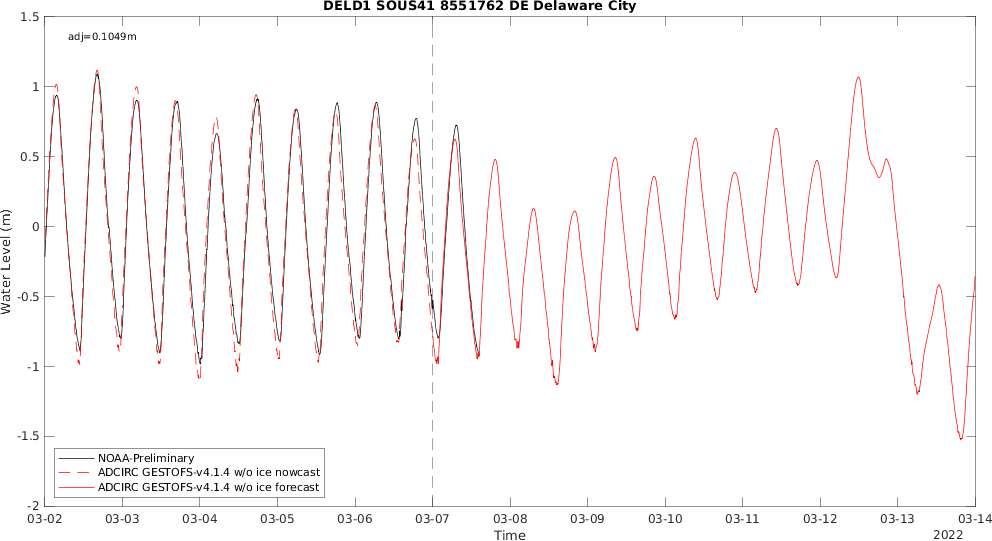 DELD1 SOUS41 8551762 DE Delaware City
adj=0.1049m
1.5
1
0.5
0
-0.5
-1
-1.5
-2
Water Level (m)
NOAA-Preliminary
ADCIRC GESTOFS-v4.1.4 w/o ice nowcast
ADCIRC GESTOFS-v4.1.4 w/o ice forecast
03-02 03-03 03-04 03-05 03-06 03-07 03-08 03-09 03-10 03-11 03-12 03-13 03-14
Time
2022